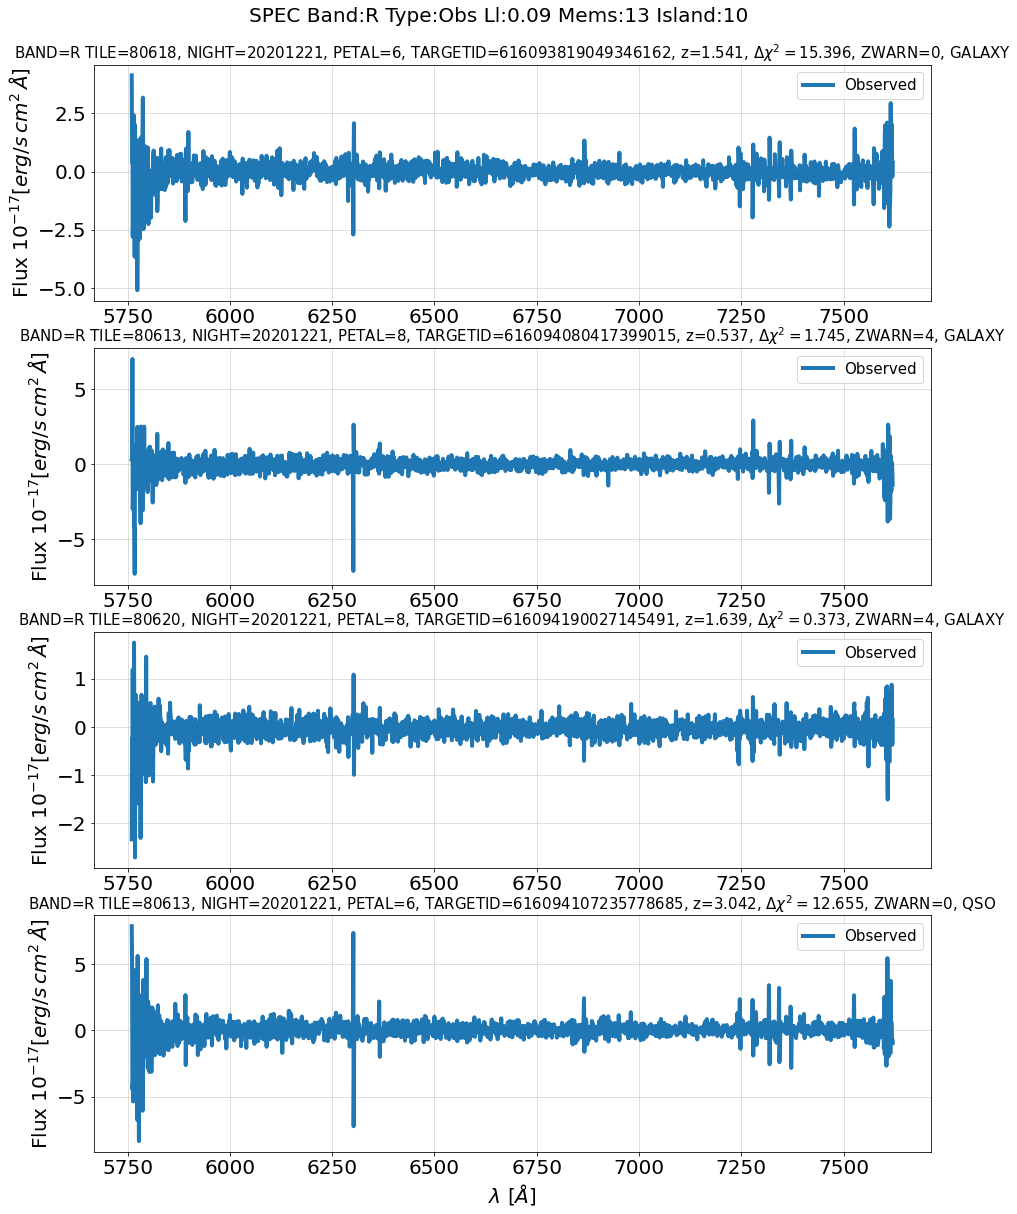 SPEC Band:R Type:Obs Ll:0.09 Mems:13 Island:10
BAND=R TILE=80618, NIGHT=20201221, PETAL=6, TARGETID=616093819049346162, z=1.541, Δχ² = 15.396, ZWARN=0, GALAXY
Flux 10⁻¹⁷[erg/s cm² Å]
2.5
0.0
−2.5
−5.0
Observed
5750 6000 6250 6500 6750 7000 7250 7500
BAND=R TILE=80613, NIGHT=20201221, PETAL=8, TARGETID=616094080417399015, z=0.537, Δχ² = 1.745, ZWARN=4, GALAXY
Flux 10⁻¹⁷[erg/s cm² Å]
5
0
−5
Observed
5750 6000 6250 6500 6750 7000 7250 7500
BAND=R TILE=80620, NIGHT=20201221, PETAL=8, TARGETID=616094190027145491, z=1.639, Δχ² = 0.373, ZWARN=4, GALAXY
Flux 10⁻¹⁷[erg/s cm² Å]
1
0
−1
−2
Observed
5750 6000 6250 6500 6750 7000 7250 7500
BAND=R TILE=80613, NIGHT=20201221, PETAL=6, TARGETID=616094107235778685, z=3.042, Δχ² = 12.655, ZWARN=0, QSO
Flux 10⁻¹⁷[erg/s cm² Å]
5
0
−5
Observed
5750 6000 6250 6500 6750 7000 7250 7500
λ [Å]